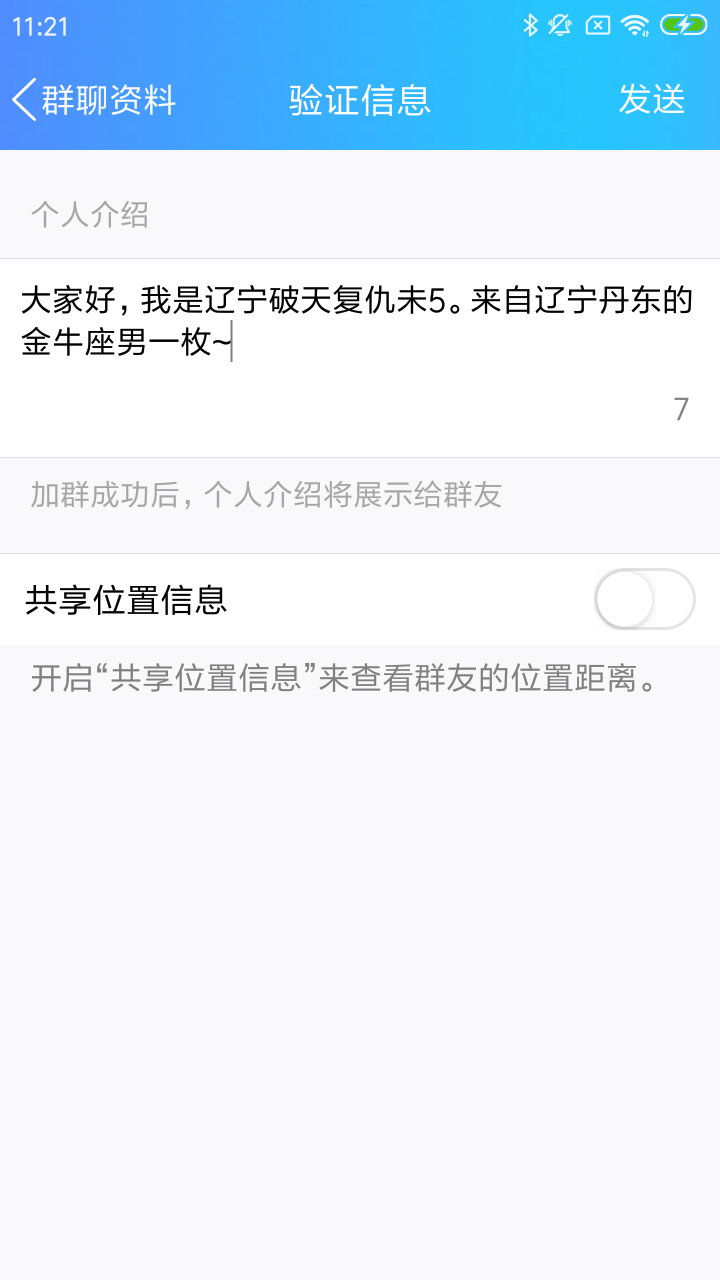 11:21
群聊资料
验证信息
发送
个人介绍
大家好，我是辽宁破天复仇未5。来自辽宁丹东的
金牛座男一枚~
7
加群成功后，个人介绍将展示给群友
共享位置信息
开启“共享位置信息”来查看群友的位置距离。